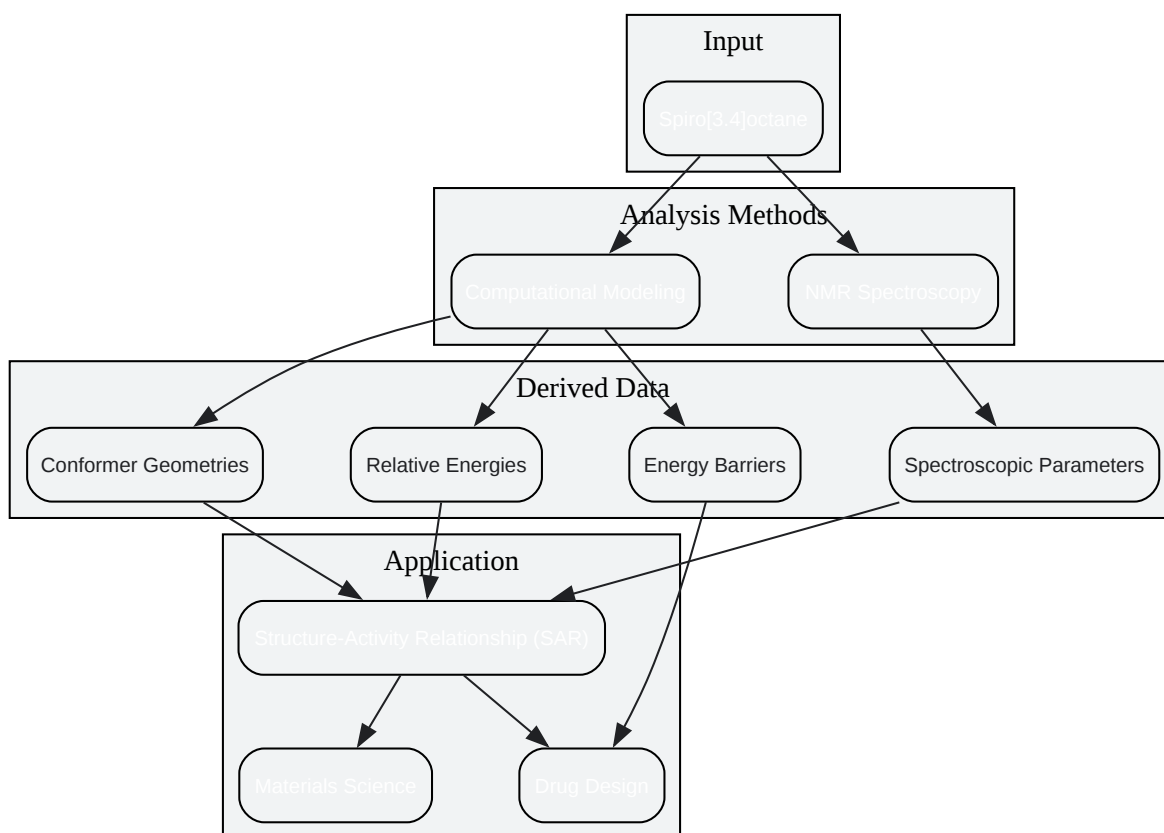 Input
Spiro[3.4]octane
Analysis Methods
Computational Modeling
NMR Spectroscopy
Derived Data
Conformer Geometries
Relative Energies
Energy Barriers
Spectroscopic Parameters
Application
Structure-Activity Relationship (SAR)
Materials Science
Drug Design